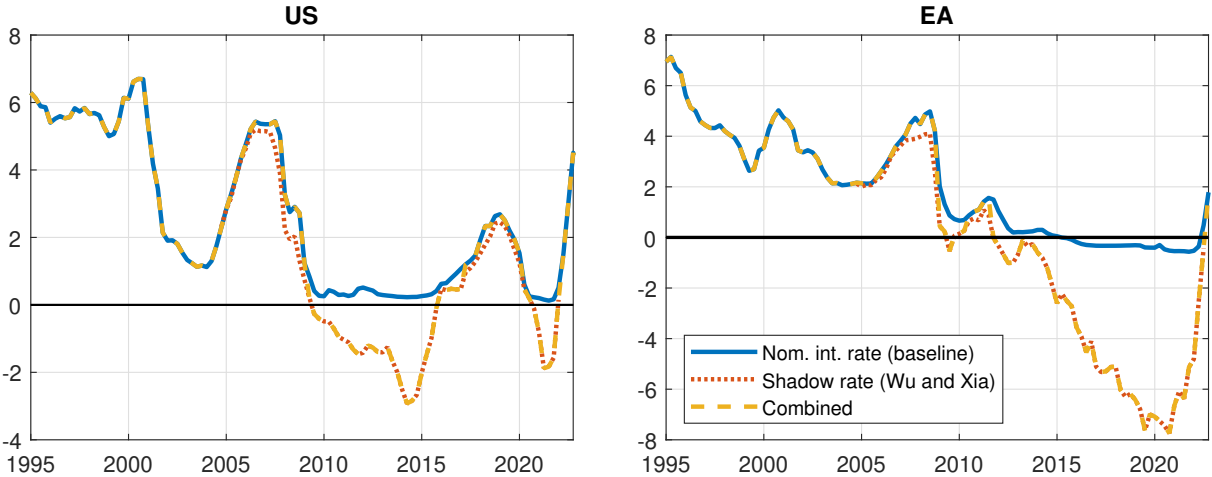 US
8
6
4
2
0
-2
-4
1995 2000 2005 2010 2015 2020
EA
8
6
4
2
0
-2
-4
-6
-8
1995 2000 2005 2010 2015 2020
Nom. int. rate (baseline)
Shadow rate (Wu and Xia)
Combined